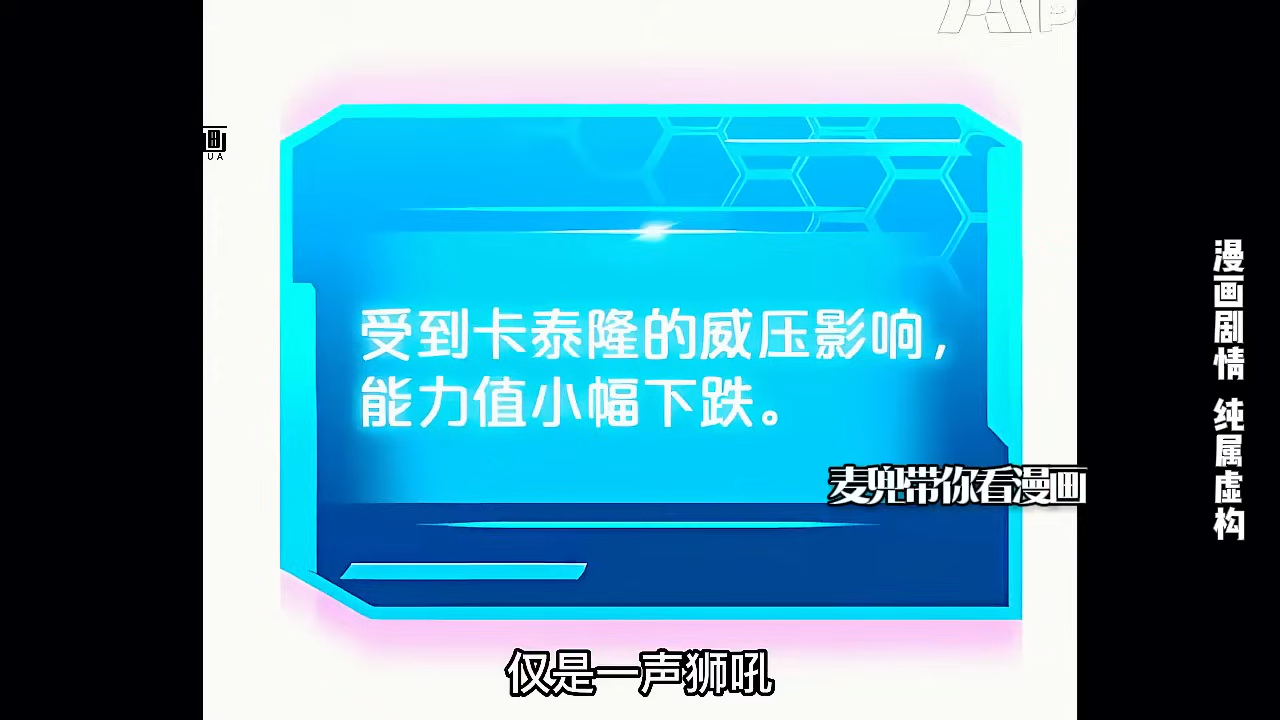 画
UA
受到卡泰隆的威压影响，
能力值小幅下跌。
麦兜带你看漫画
漫画剧情 纯属虚构
仅是一声狮吼